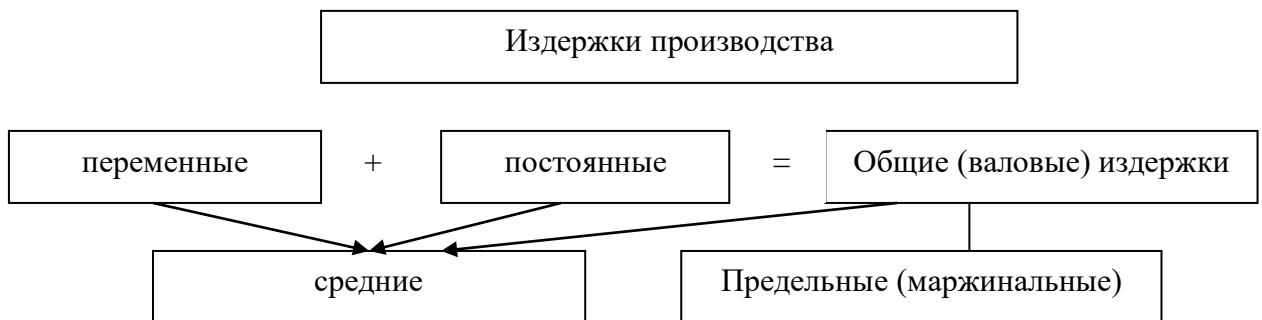 Издержки производства
переменные + постоянные = Общие (валовые) издержки
средние Предельные (маржинальные)